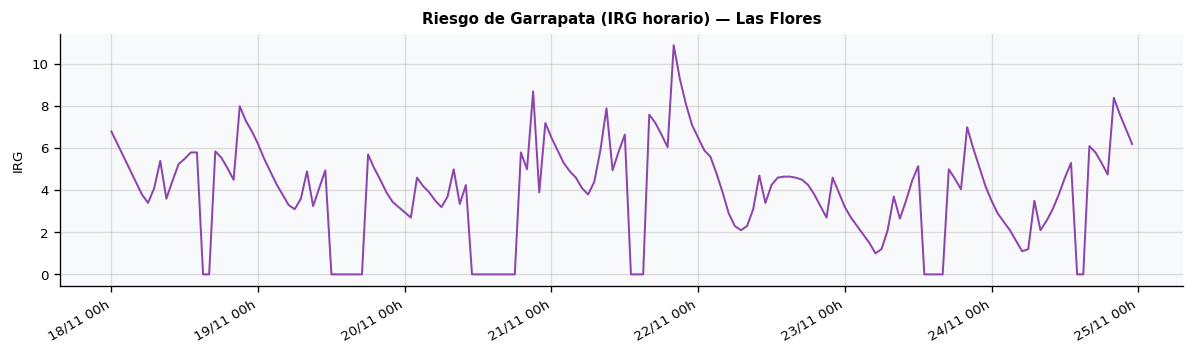 Riesgo de Garrapata (IRG horario) — Las Flores
IRG
10
8
6
4
2
0
18/11 00h
19/11 00h
20/11 00h
21/11 00h
22/11 00h
23/11 00h
24/11 00h
25/11 00h